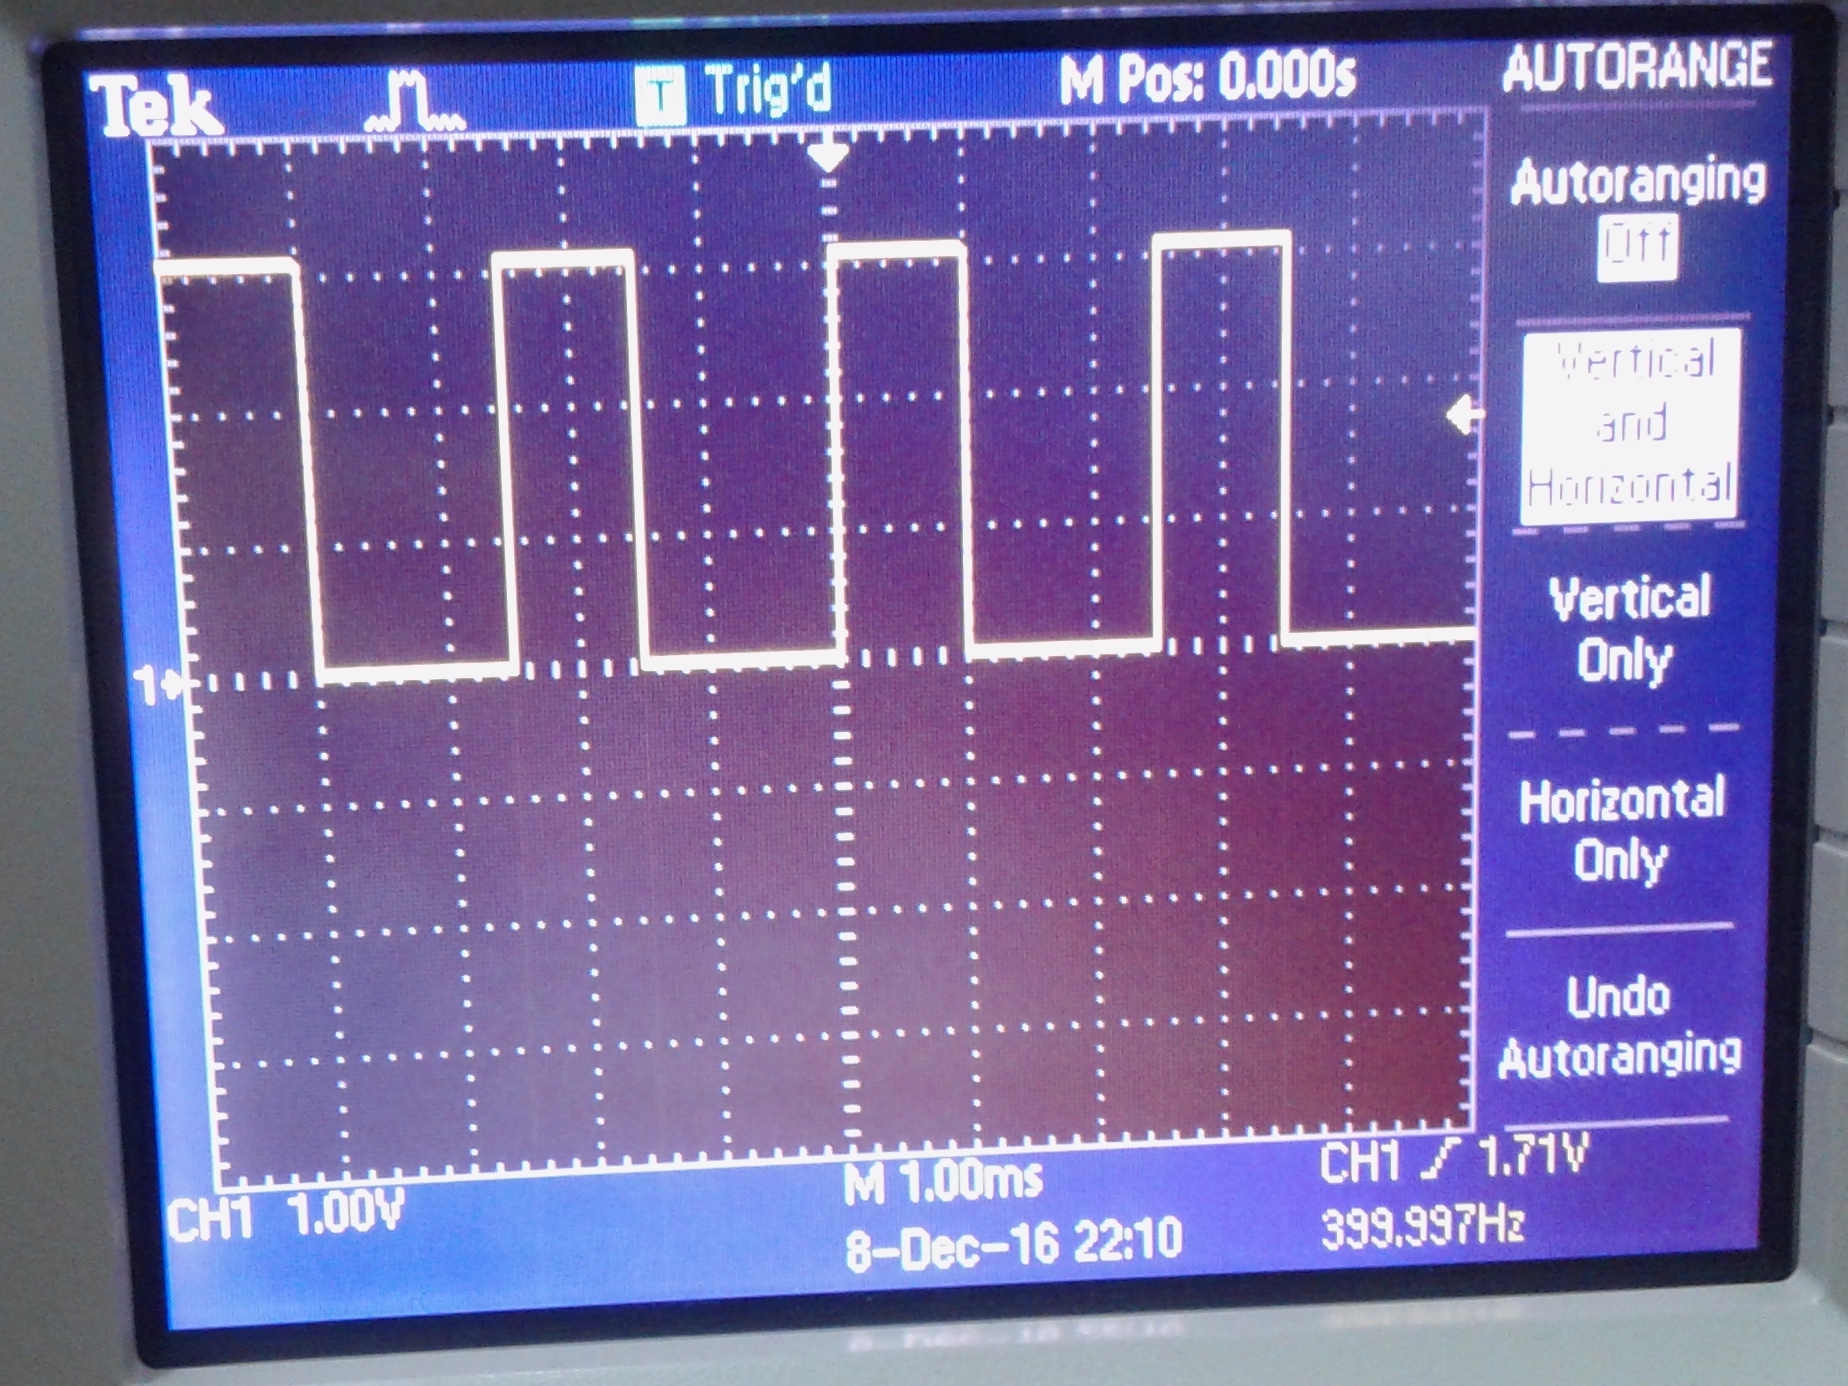 Tek
T Trig'd
M Pos: 0.000s
AUTORANGE
Autoranging
Off
Vertical
and
Horizontal
Vertical
Only
Horizontal
Only
Undo
Autoranging
1
CH1 1.00V
M 1.00ms
CH1 1.71V
8-Dec-16 22:10
399.997Hz